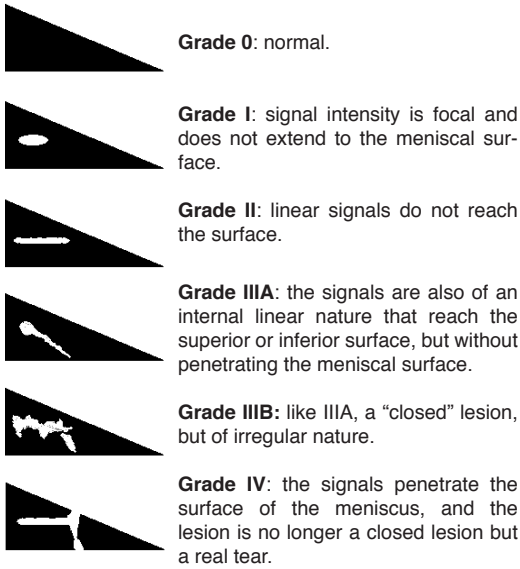 Grade 0: normal.
Grade I: signal intensity is focal and
does not extend to the meniscal sur-
face.
Grade II: linear signals do not reach
the surface.
Grade IIIA: the signals are also of an
internal linear nature that reach the
superior or inferior surface, but without
penetrating the meniscal surface.
Grade IIIB: like IIIA, a “closed” lesion,
but of irregular nature.
Grade IV: the signals penetrate the
surface of the meniscus, and the
lesion is no longer a closed lesion but
a real tear.